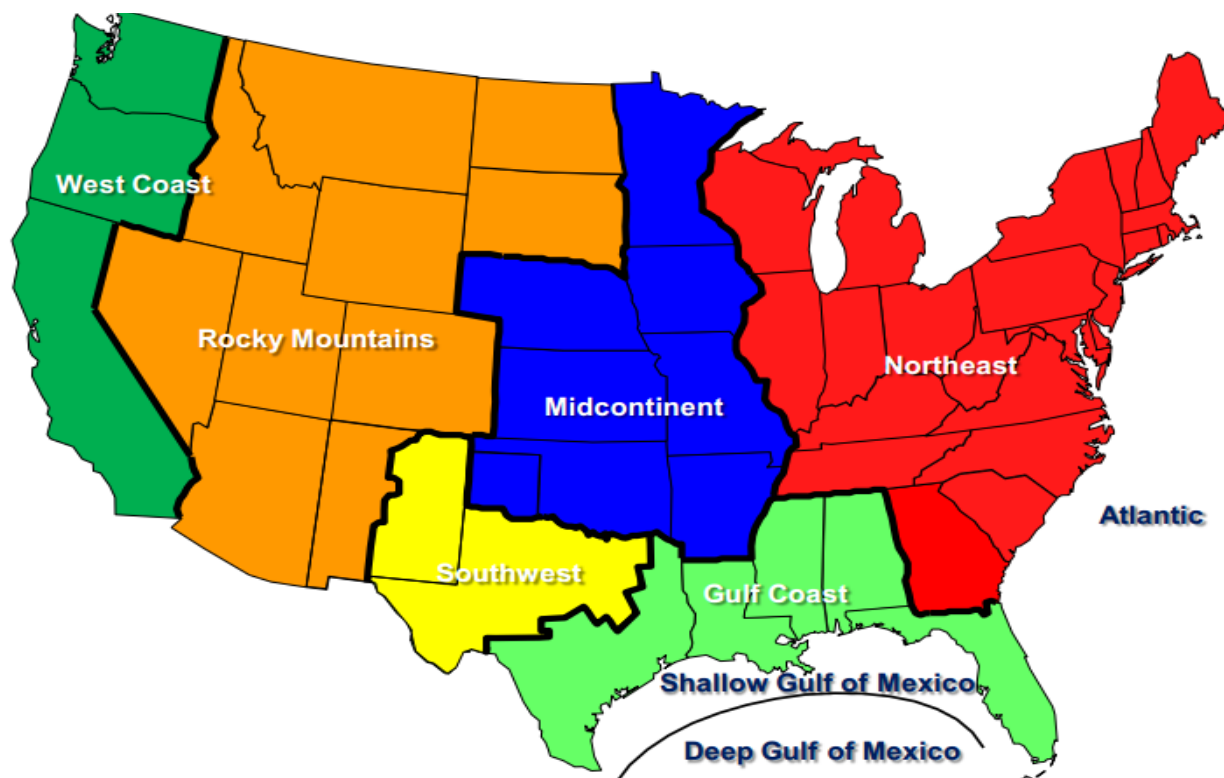 West Coast
Rocky Mountains
Northeast
Midcontinent
Atlantic
Southwest
Gulf Coast
Shallow Gulf of Mexico
Deep Gulf of Mexico